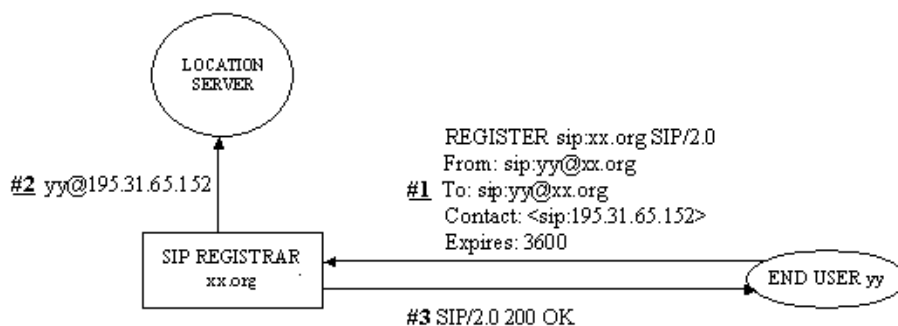 LOCATION
SERVER
REGISTER sip:xx.org SIP/2.0
From: sip:yy@xx.org
#1 To: sip:yy@xx.org
Contact: <sip:195.31.65.152>
Expires: 3600
#2 yy@195.31.65.152
SIP REGISTRAR
xx.org
END USER yy
#3 SIP/2.0 200 OK